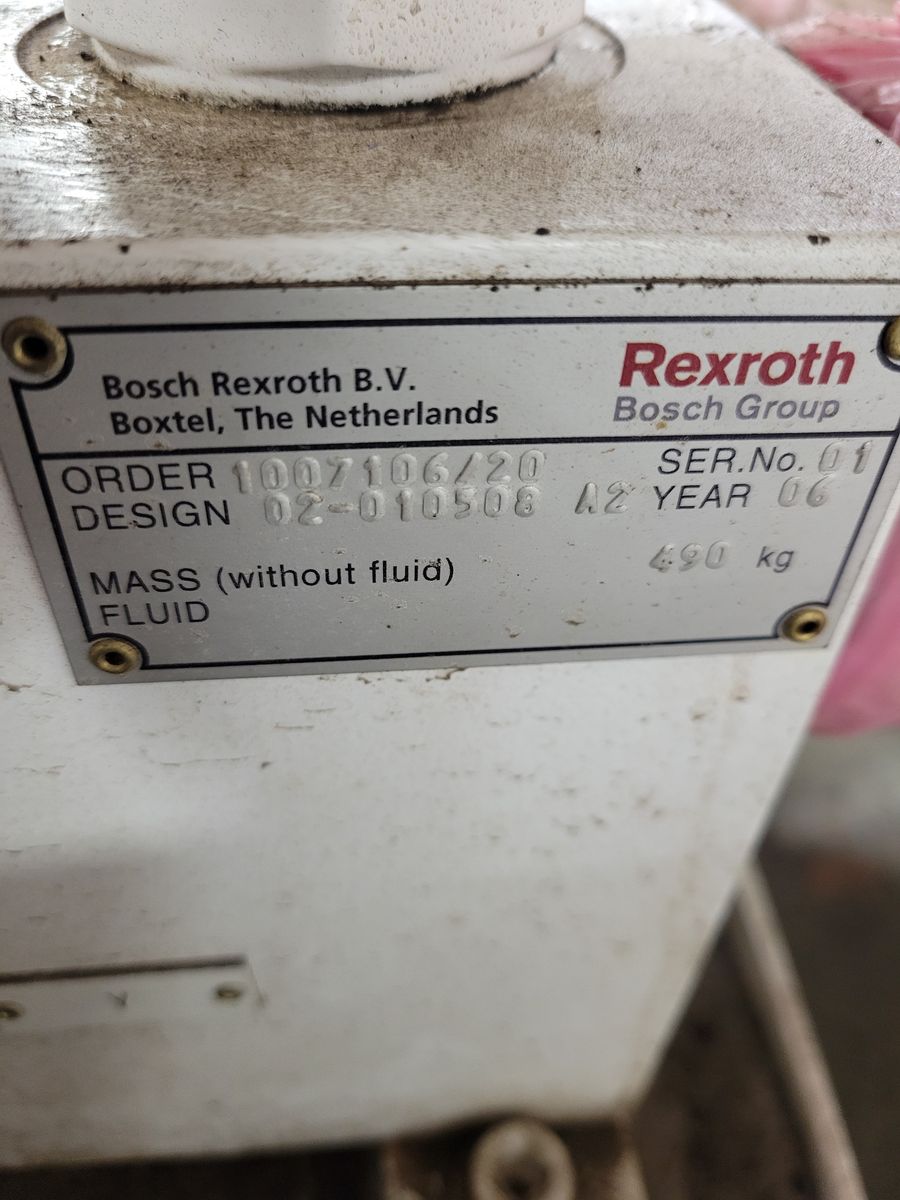 Bosch Rexroth B.V.
Boxtel, The Netherlands
Rexroth
Bosch Group
ORDER 1007106/20 SER.No. 01
DESIGN 02-010508 A2 YEAR 06
MASS (without fluid) 490 kg
FLUID